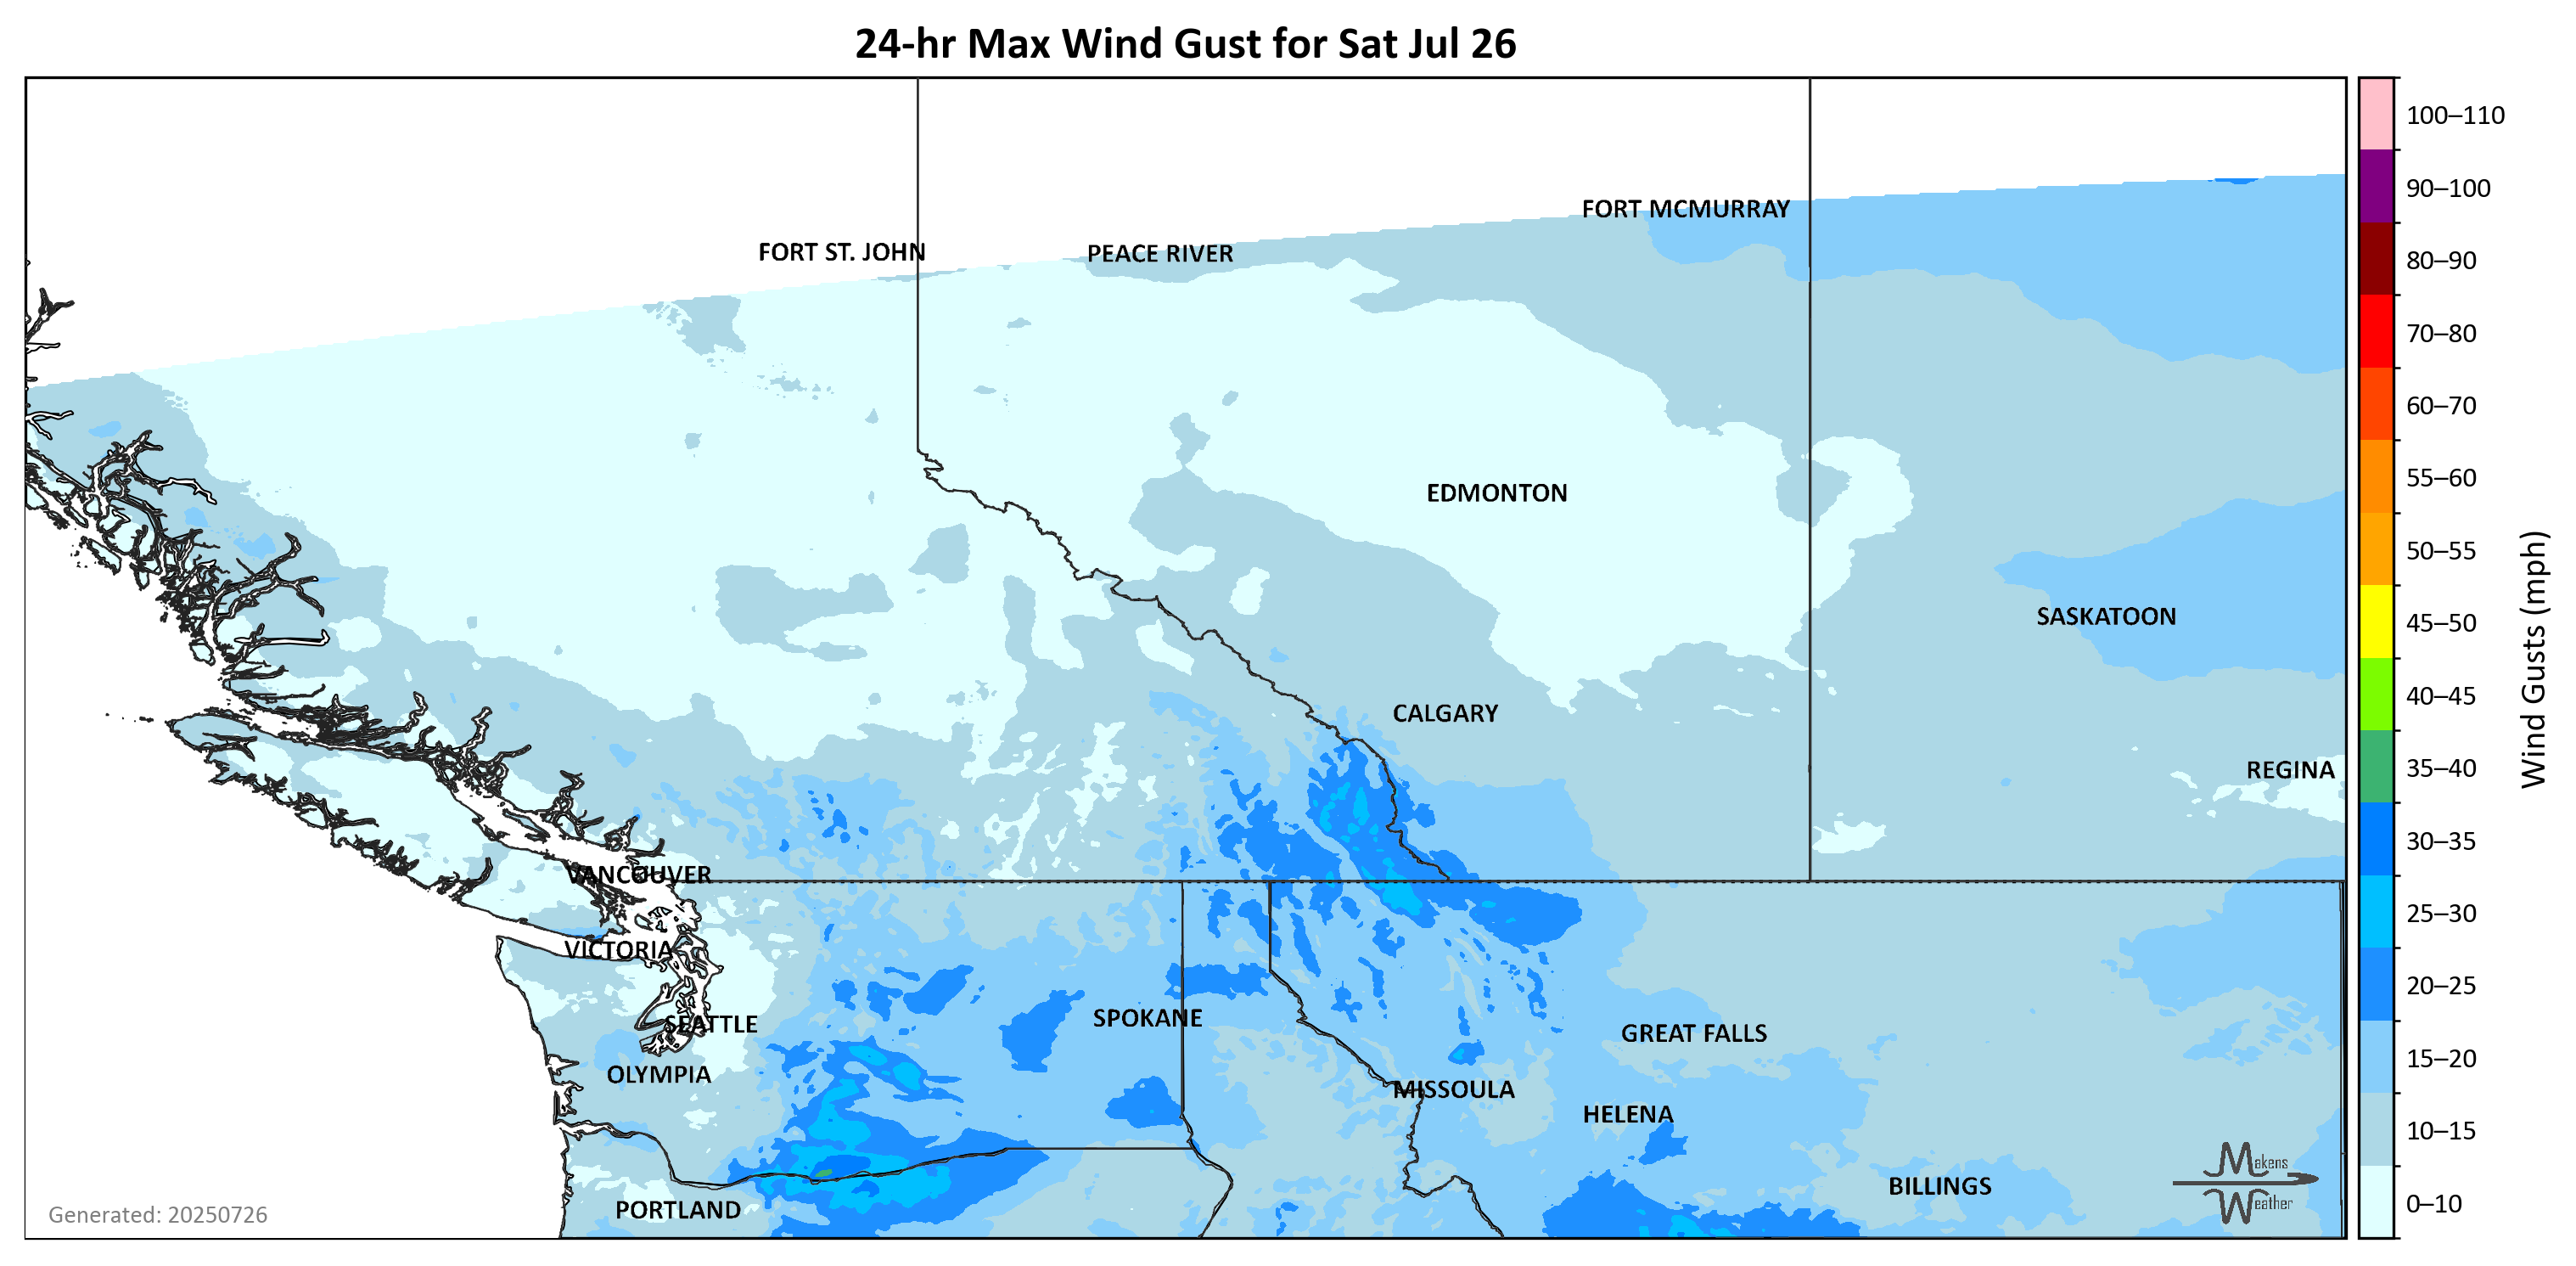 24-hr Max Wind Gust for Sat Jul 26
100–110
90–100
80–90
70–80
60–70
55–60
50–55
45–50
40–45
35–40
30–35
25–30
20–25
15–20
10–15
0–10
Wind Gusts (mph)
FORT MCMURRAY
FORT ST. JOHN
PEACE RIVER
EDMONTON
SASKATOON
CALGARY
REGINA
VANCOUVER
VICTORIA
SPOKANE
SEATTLE
GREAT FALLS
OLYMPIA
MISSOULA
HELENA
BILLINGS
PORTLAND
Makens
Weather
Generated: 20250726